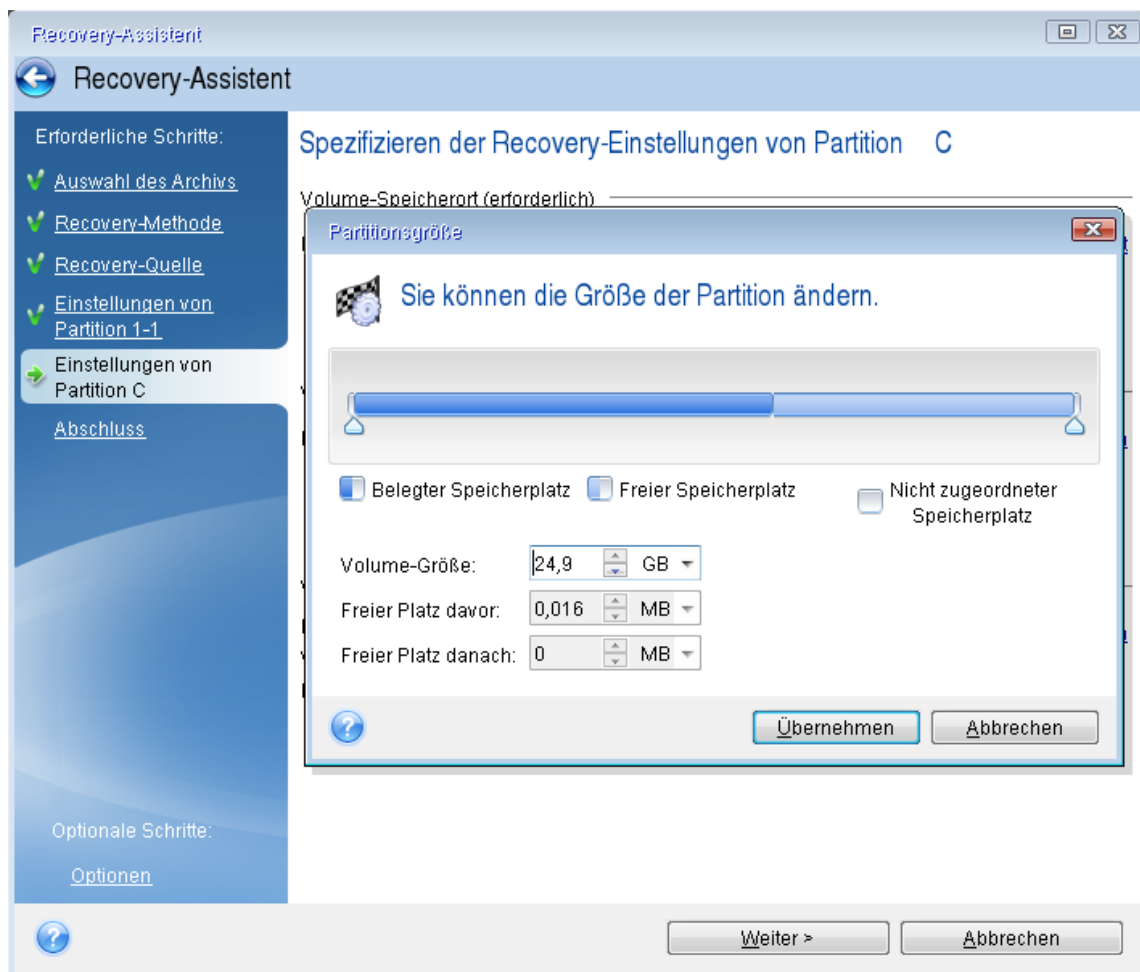 Recovery-Assistent
Recovery-Assistent
Erforderliche Schritte:
Auswahl des Archivs
Recovery-Methode
Recovery-Quelle
Einstellungen von
Partition 1-1
Einstellungen von
Partition C
Abschluss
Optionale Schritte:
Optionen
Spezifizieren der Recovery-Einstellungen von Partition C
Volume-Speicherort (erforderlich)
Partitionsgröße
Sie können die Größe der Partition ändern.
Belegter Speicherplatz
Freier Speicherplatz
Nicht zugeordneter
Speicherplatz
Volume-Größe: 24,9 GB
Freier Platz davor: 0,016 MB
Freier Platz danach: 0 MB
Übernehmen
Abbrechen
Weiter >
Abbrechen